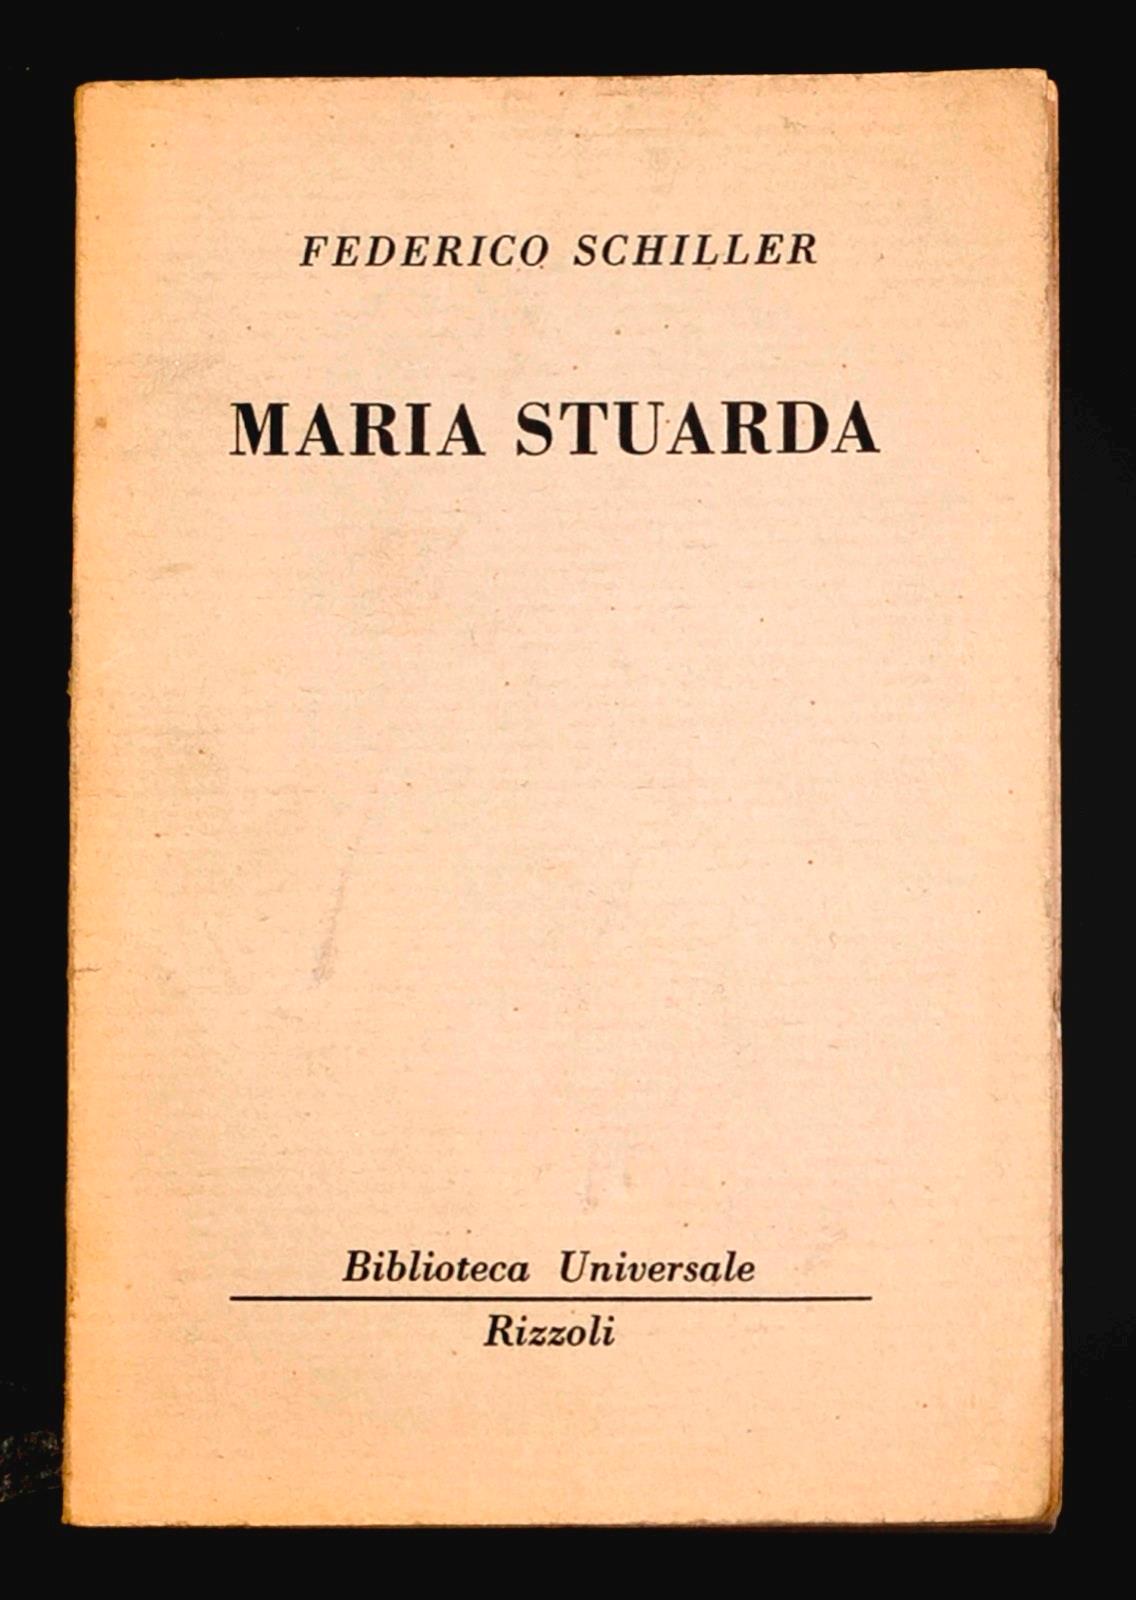 FEDERICO SCHILLER
MARIA STUARDA
Biblioteca Universale
Rizzoli